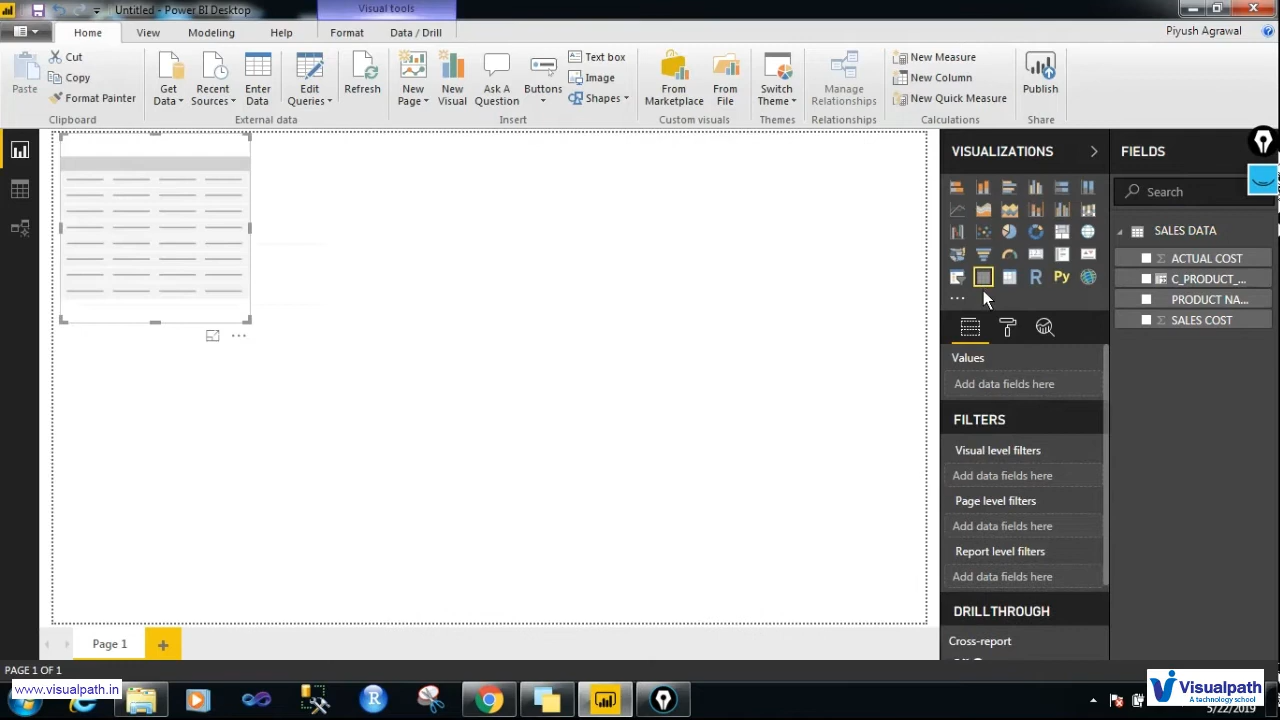 Untitled - Power BI Desktop
Visual tools
Home View Modeling Help Format Data / Drill
Piyush Agrawal
Paste
Cut
Copy
Format Painter
Clipboard
Get Data
Recent Sources
Enter Data
Edit Queries
Refresh
External data
New Page
New Visual
Ask A Question
Buttons
Text box
Image
Shapes
Insert
From Marketplace
From File
Custom visuals
Switch Theme
Themes
Manage Relationships
Relationships
New Measure
New Column
New Quick Measure
Calculations
Publish
Share
VISUALIZATIONS
R
Py
Values
Add data fields here
FILTERS
Visual level filters
Add data fields here
Page level filters
Add data fields here
Report level filters
Add data fields here
DRILLTHROUGH
Cross-report
FIELDS
Search
SALES DATA
Σ ACTUAL COST
C_PRODUCT_...
PRODUCT NA...
Σ SALES COST
Page 1
PAGE 1 OF 1
www.visualpath.in
R
Visualpath
A technology school
5/22/2019